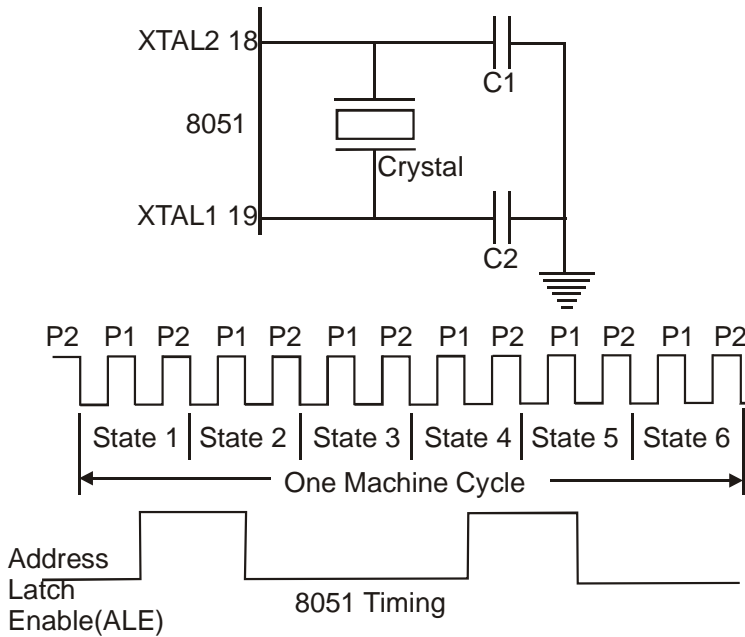 XTAL2 18
C1
8051
Crystal
XTAL1 19
C2
P2 P1 P2 P1 P2 P1 P2 P1 P2 P1 P2 P1 P2
State 1 State 2 State 3 State 4 State 5 State 6
One Machine Cycle
Address
Latch
Enable(ALE)
8051 Timing